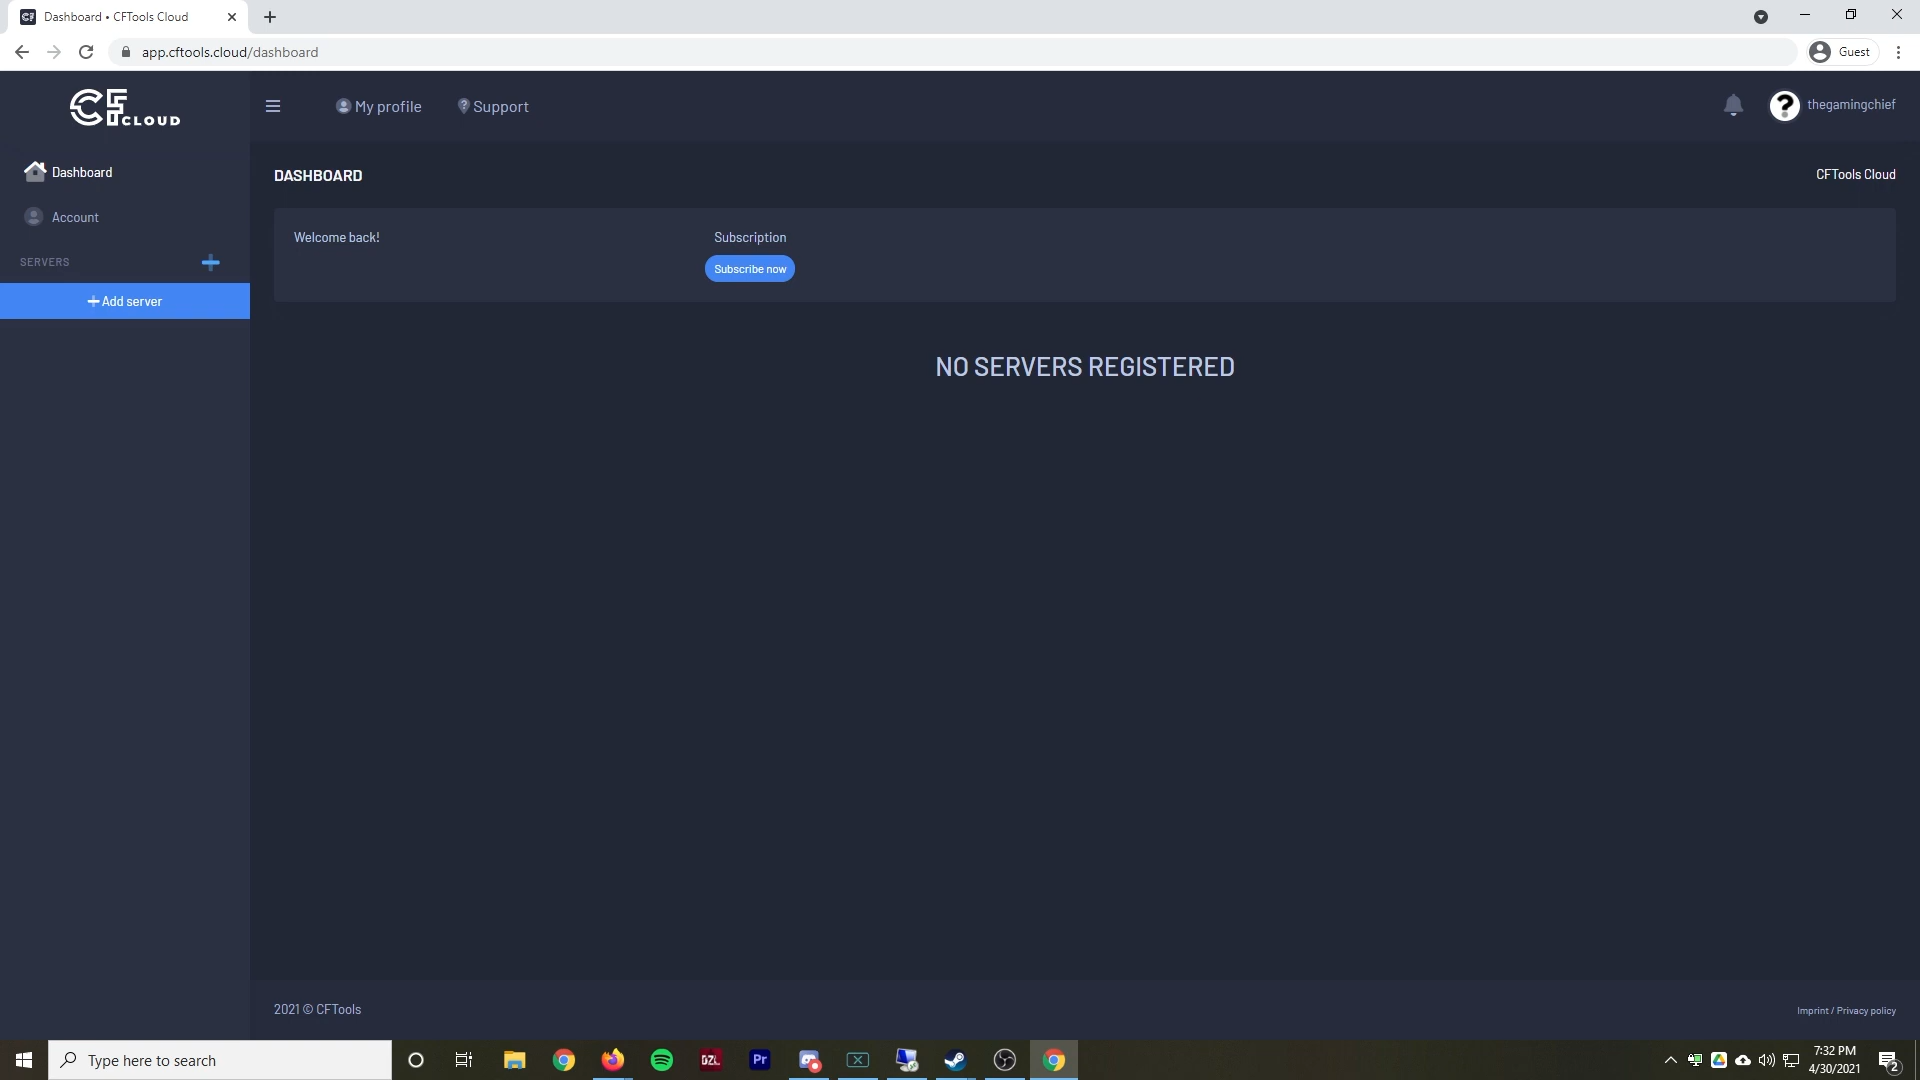 Dashboard • CFTools Cloud
app.cftools.cloud/dashboard
Guest
CF CLOUD
My profile
Support
thegamingchief
Dashboard
Account
SERVERS
Add server
DASHBOARD
CFTools Cloud
Welcome back!
Subscription
Subscribe now
NO SERVERS REGISTERED
2021 © CFTools
Imprint / Privacy policy
Type here to search
DZL
Pr
7:32 PM
4/30/2021
2